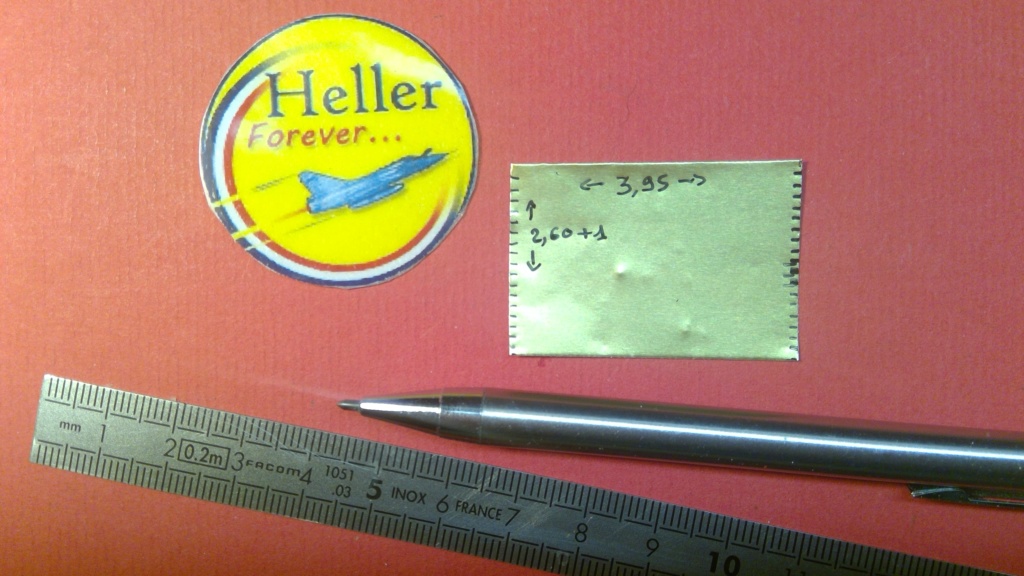 Heller
Forever...
← 3,95 →
↑
2,60+1
↓
mm 1 2 0.2m 3 FACOM 4 1051 .03 5 INOX 6 FRANCE 7 8 9 10 11